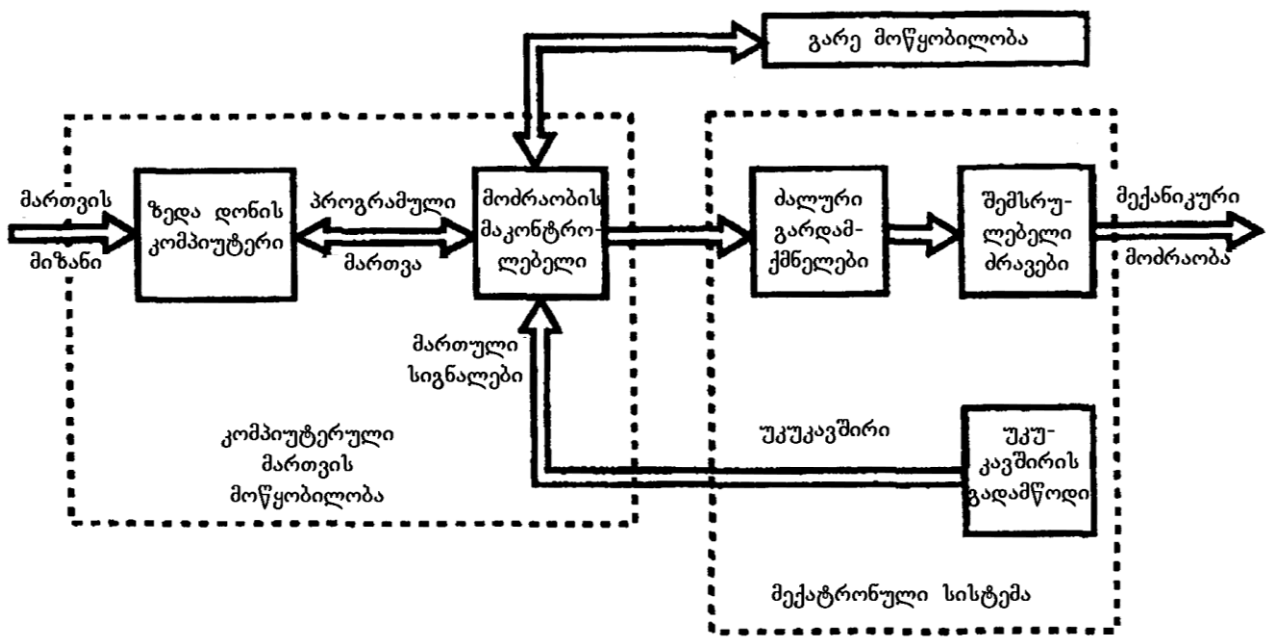 გარე მოწყობილობა
მართვის
მიზანი
ზედა დონის
კომპიუტერი
პროგრამული
მართვა
მოძრაობის
მაკონტრო-
ლებელი
ძალური
გარდამ-
ქმნელები
შემსრუ-
ლებელი
ძრავები
მექანიკური
მოძრაობა
მართული
სიგნალები
კომპიუტერული
მართვის
მოწყობილობა
უკუკავშირი
უკუ-
კავშირის
გადამწოდი
მექატრონული სისტემა